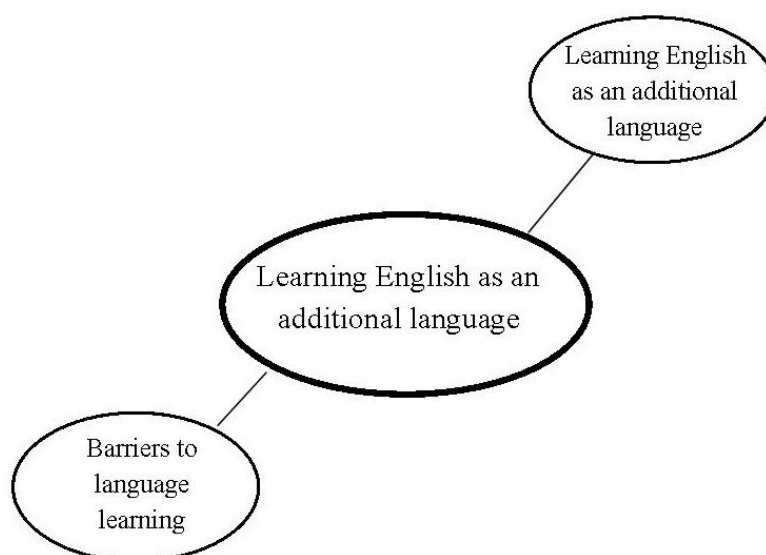 Learning English
as an additional
language
Learning English as an
additional language
Barriers to
language
learning